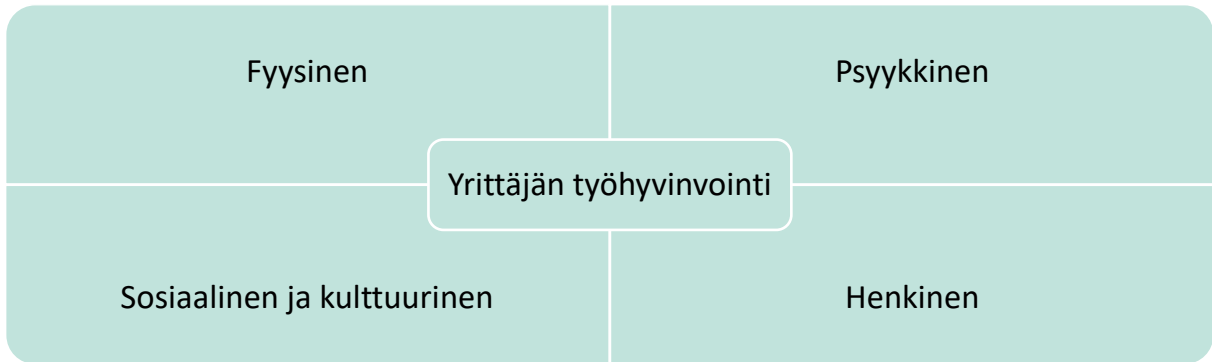 Fyysinen
Psyykkinen
Yrittäjän työhyvinvointi
Sosiaalinen ja kulttuurinen
Henkinen